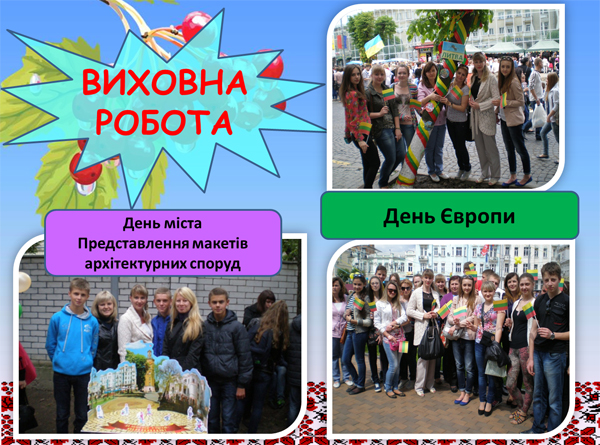 ВИХОВНА
РОБОТА
День міста
Представлення макетів
архітектурних споруд
День Європи